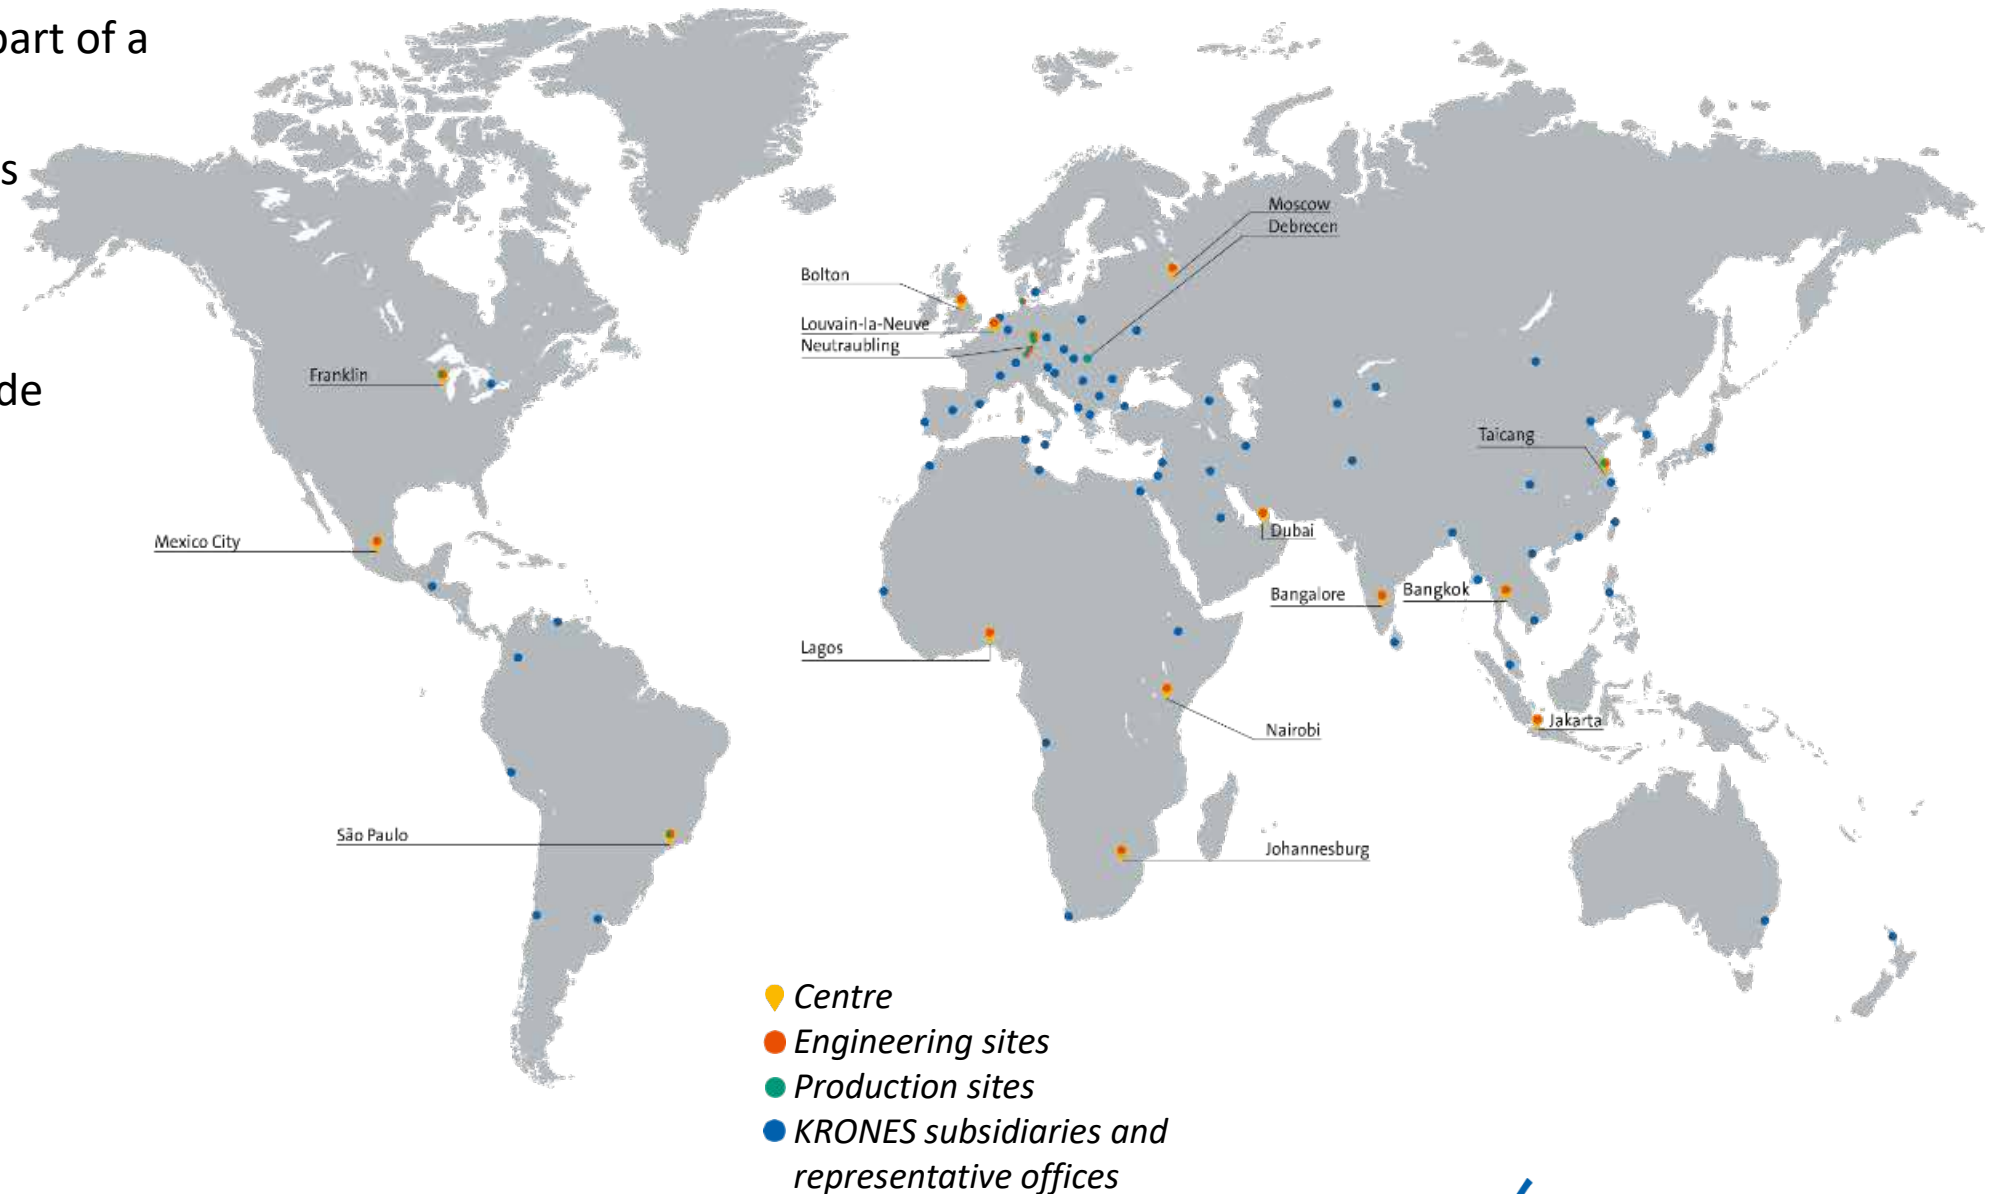 part of a
s
de
Moscow
Debrecen
Bolton
Louvain-la-Neuve
Neutraubling
Franklin
Taicang
Mexico City
Dubai
Bangalore
Bangkok
Lagos
Nairobi
Jakarta
São Paulo
Johannesburg
Centre
Engineering sites
Production sites
KRONES subsidiaries and
representative offices